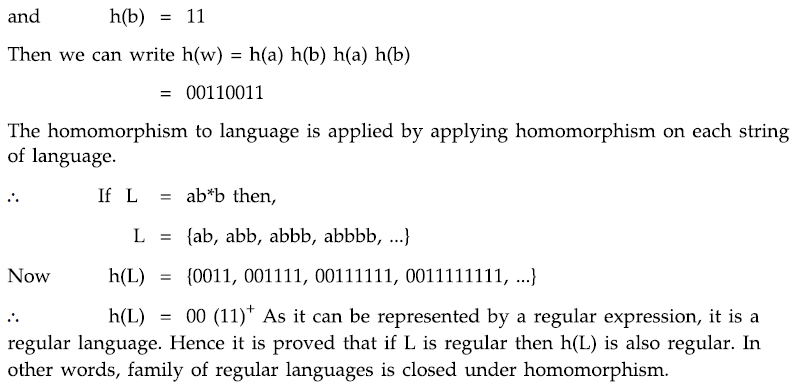 and h(b) = 11
Then we can write h(w) = h(a) h(b) h(a) h(b)
= 00110011
The homomorphism to language is applied by applying homomorphism on each string
of language.
∴ If L = ab*b then,
L = {ab, abb, abbb, abbbb, ...}
Now h(L) = {0011, 001111, 00111111, 0011111111, ...}
∴ h(L) = 00 (11)⁺ As it can be represented by a regular expression, it is a
regular language. Hence it is proved that if L is regular then h(L) is also regular. In
other words, family of regular languages is closed under homomorphism.